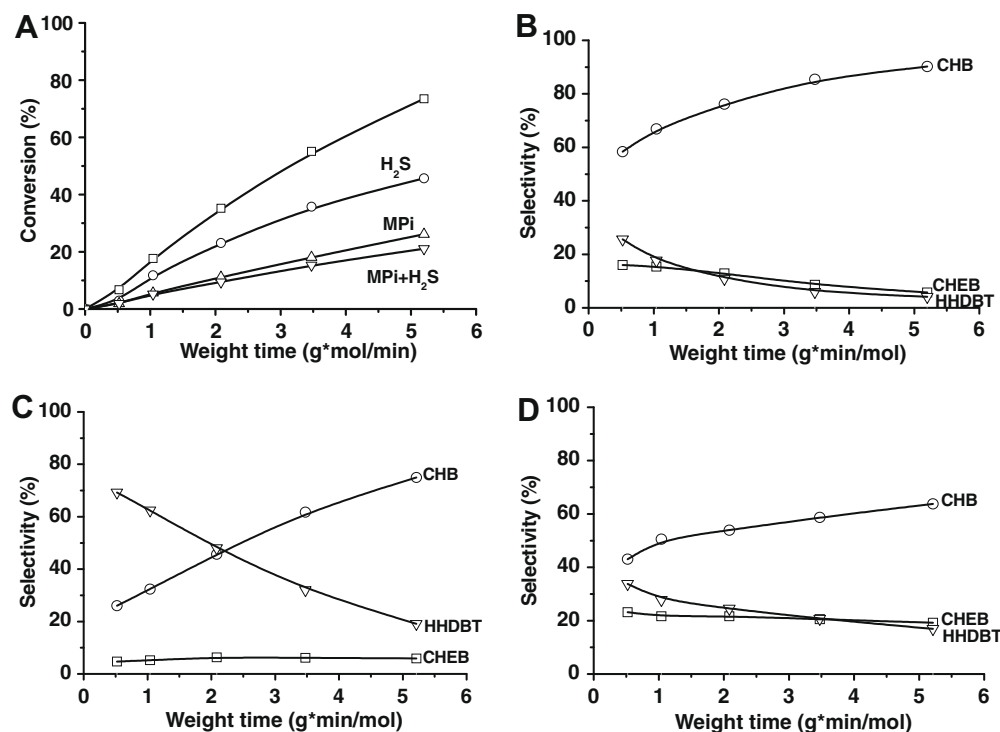 A
100
80
60
40
20
0
Conversion (%)
H₂S
MPi
MPi+H₂S
0 1 2 3 4 5 6
Weight time (g*mol/min)
B
100
80
60
40
20
0
Selectivity (%)
CHB
CHEB
HHDBT
0 1 2 3 4 5 6
Weight time (g*min/mol)
C
100
80
60
40
20
0
Selectivity (%)
CHB
HHDBT
CHEB
0 1 2 3 4 5 6
Weight time (g*min/mol)
D
100
80
60
40
20
0
Selectivity (%)
CHB
CHEB
HHDBT
0 1 2 3 4 5 6
Weight time (g*min/mol)